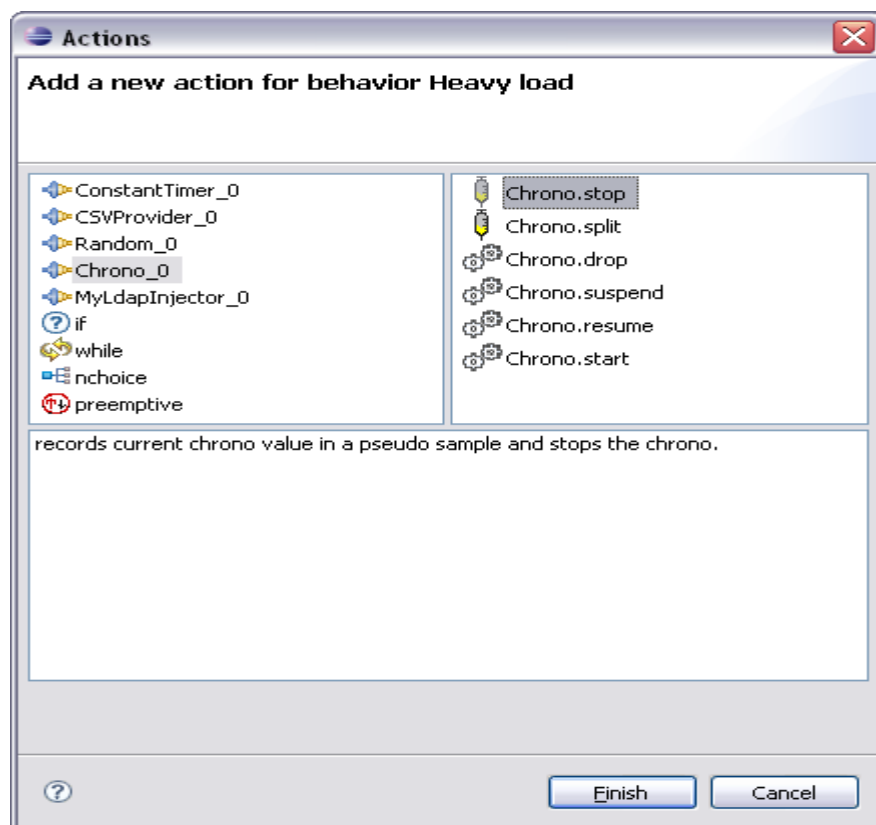 Actions
Add a new action for behavior Heavy load
ConstantTimer_0
CSVProvider_0
Random_0
Chrono_0
MyLdapInjector_0
if
while
nchoice
preemptive
Chrono.stop
Chrono.split
Chrono.drop
Chrono.suspend
Chrono.resume
Chrono.start
records current chrono value in a pseudo sample and stops the chrono.
Finish
Cancel